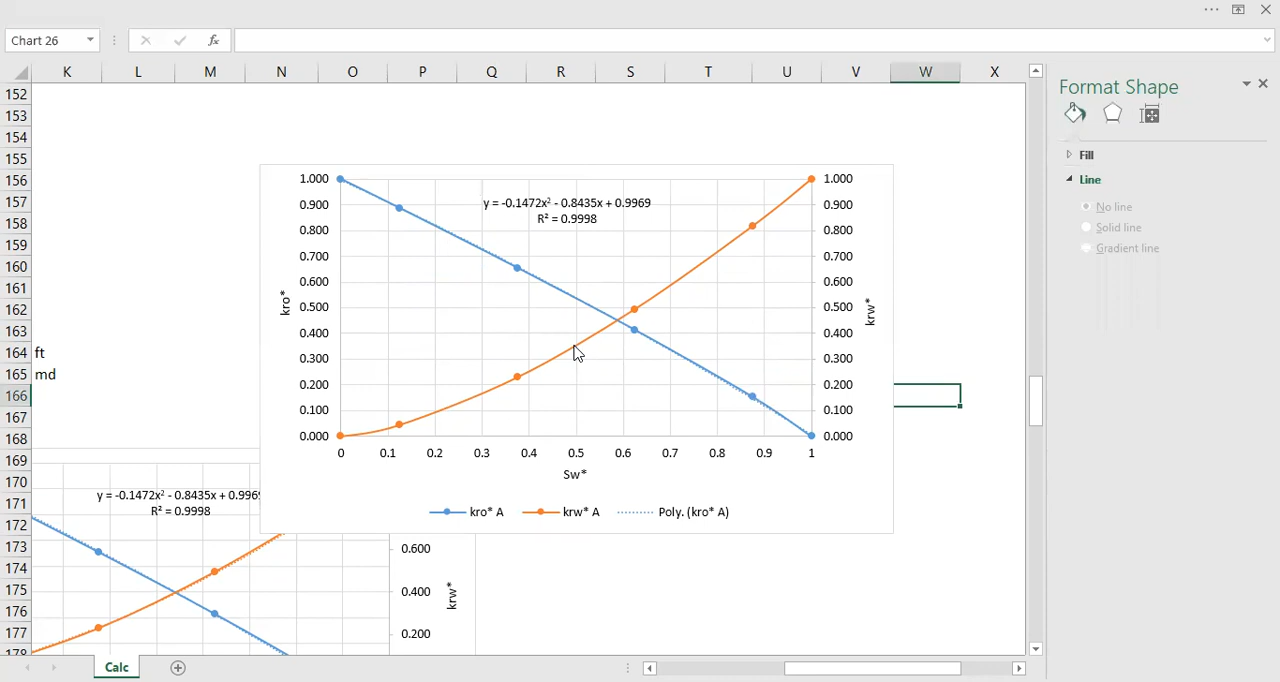 Chart 26
fx
K L M N O P Q R S T U V W X
Format Shape
Fill
Line
No line
Solid line
Gradient line
152
153
154
155
156
157
158
159
160
161
162
163
164 ft
165 md
166
167
168
169
170
171
172
173
174
175
176
177
178
1.000
0.900
0.800
0.700
0.600
0.500
0.400
0.300
0.200
0.100
0.000
kro*
y = -0.1472x² - 0.8435x + 0.9969
R² = 0.9998
1.000
0.900
0.800
0.700
0.600
0.500
0.400
0.300
0.200
0.100
0.000
krw*
0 0.1 0.2 0.3 0.4 0.5 0.6 0.7 0.8 0.9 1
Sw*
kro* A krw* A Poly. (kro* A)
y = -0.1472x² - 0.8435x + 0.996
R² = 0.9998
0.600
0.400
0.200
krw*
Calc